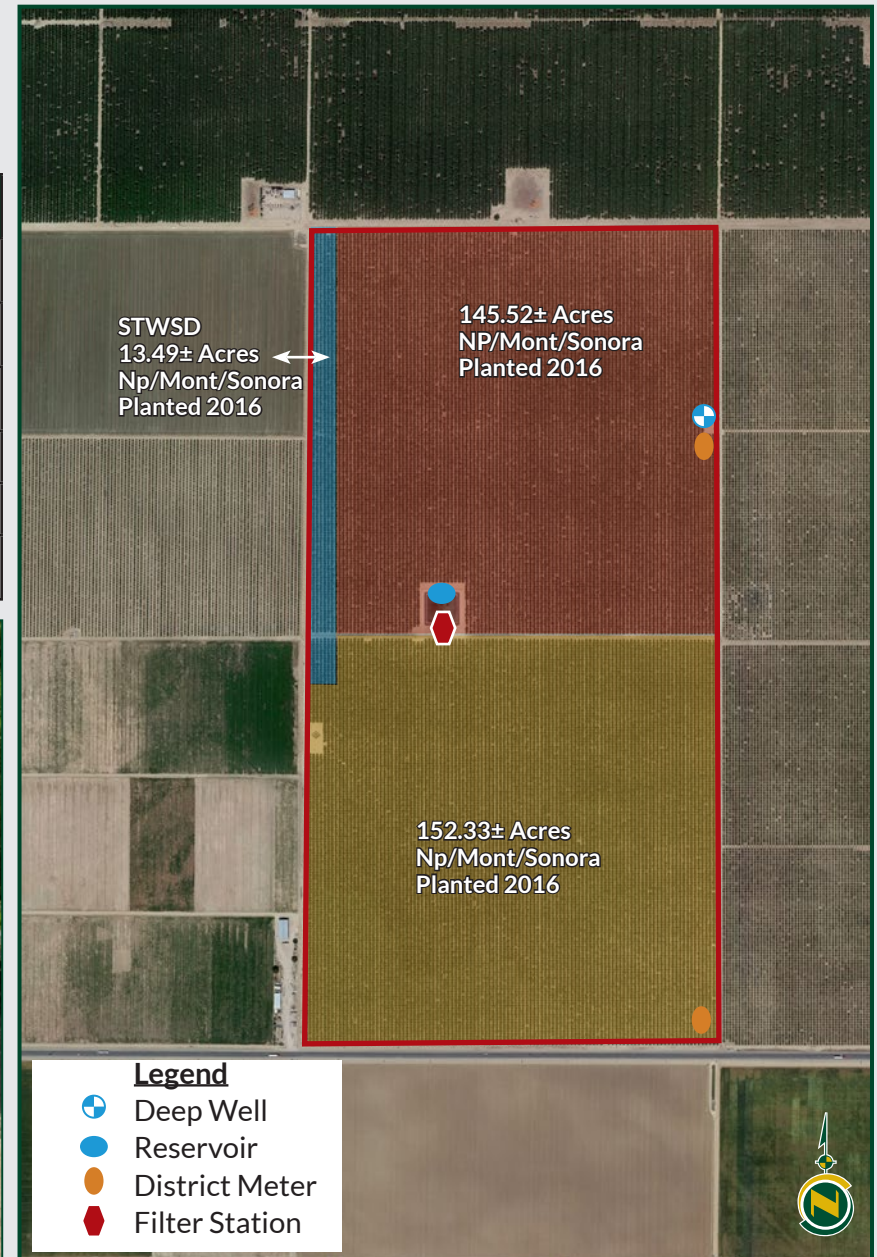 STWSD
13.49± Acres
Np/Mont/Sonora
Planted 2016
145.52± Acres
NP/Mont/Sonora
Planted 2016
152.33± Acres
Np/Mont/Sonora
Planted 2016
Legend
Deep Well
Reservoir
District Meter
Filter Station
N